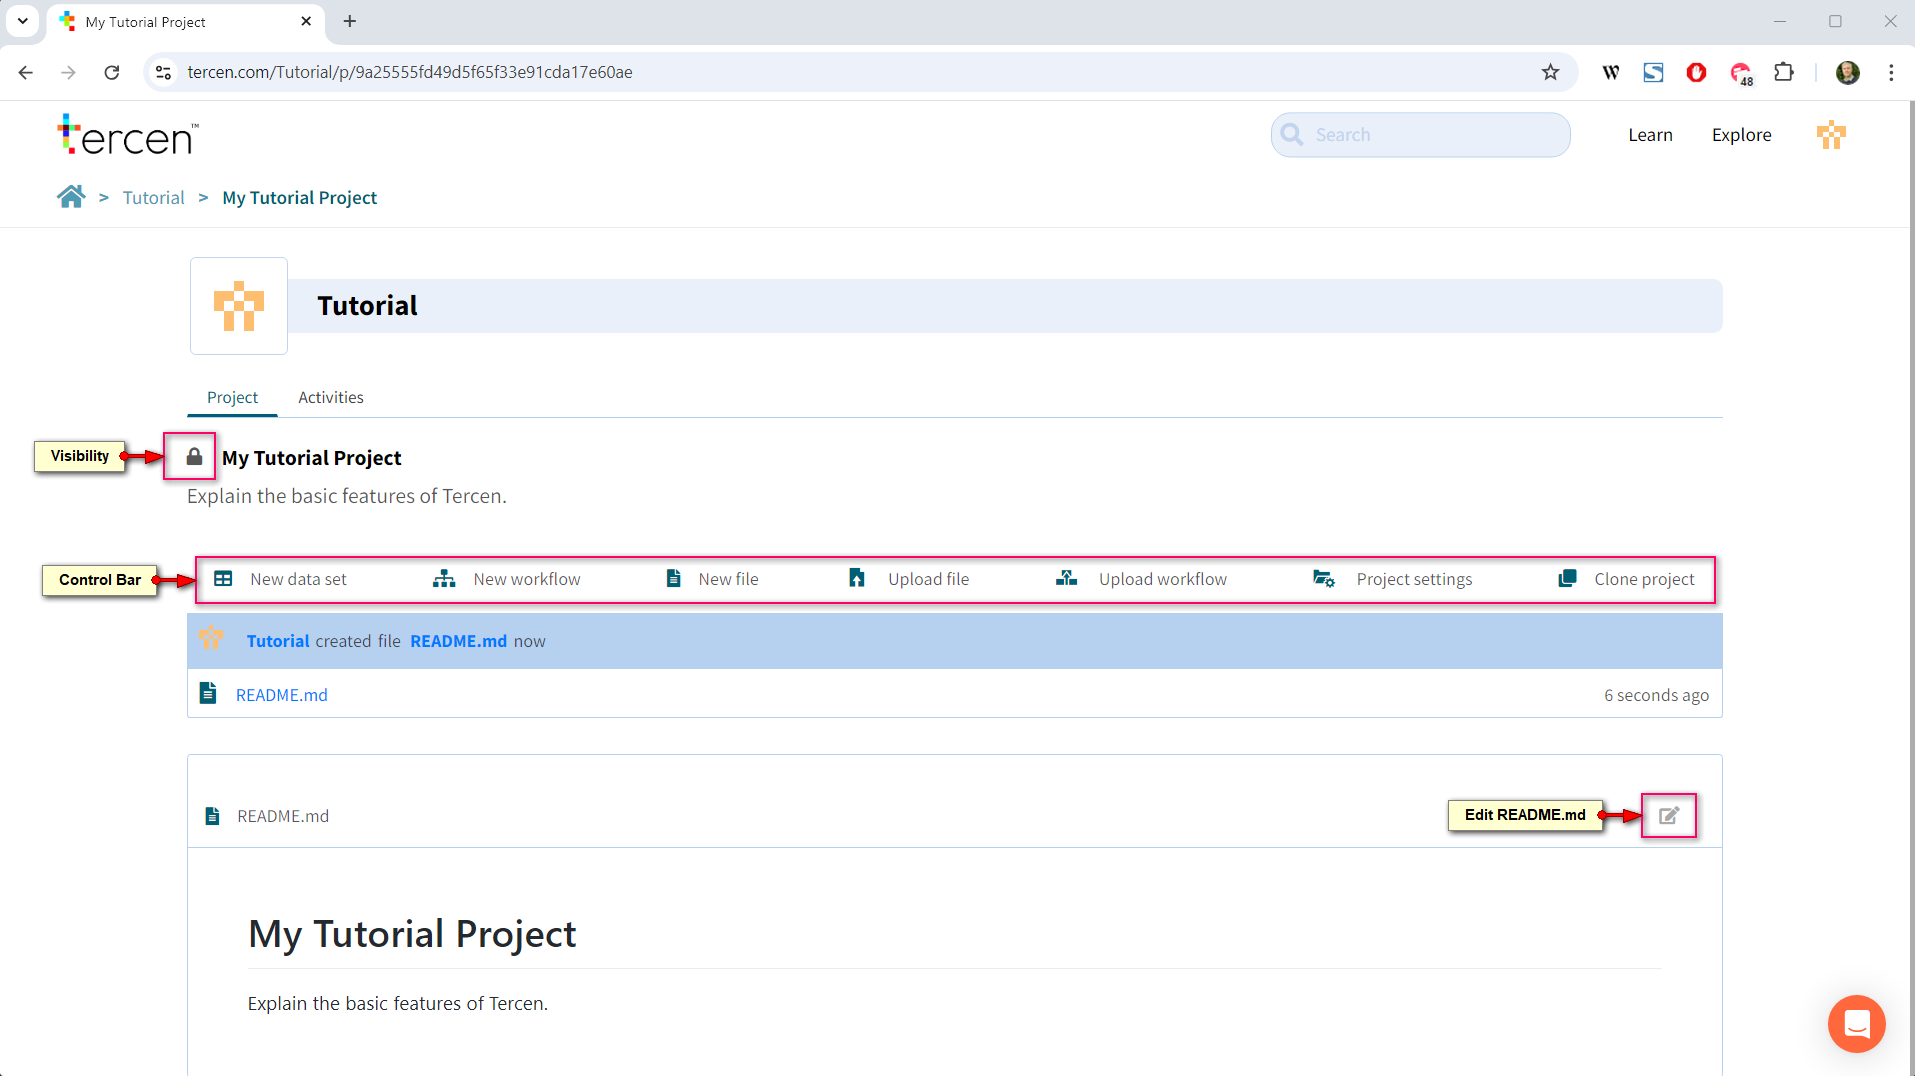 My Tutorial Project
tercen.com/Tutorial/p/9a25555fd49d5f65f33e91cda17e60ae
W
S
48
tercen™
Search
Learn
Explore
> Tutorial > My Tutorial Project
Tutorial
Project
Activities
Visibility
My Tutorial Project
Explain the basic features of Tercen.
Control Bar
New data set
New workflow
New file
Upload file
Upload workflow
Project settings
Clone project
Tutorial created file README.md now
README.md
6 seconds ago
README.md
Edit README.md
My Tutorial Project
Explain the basic features of Tercen.